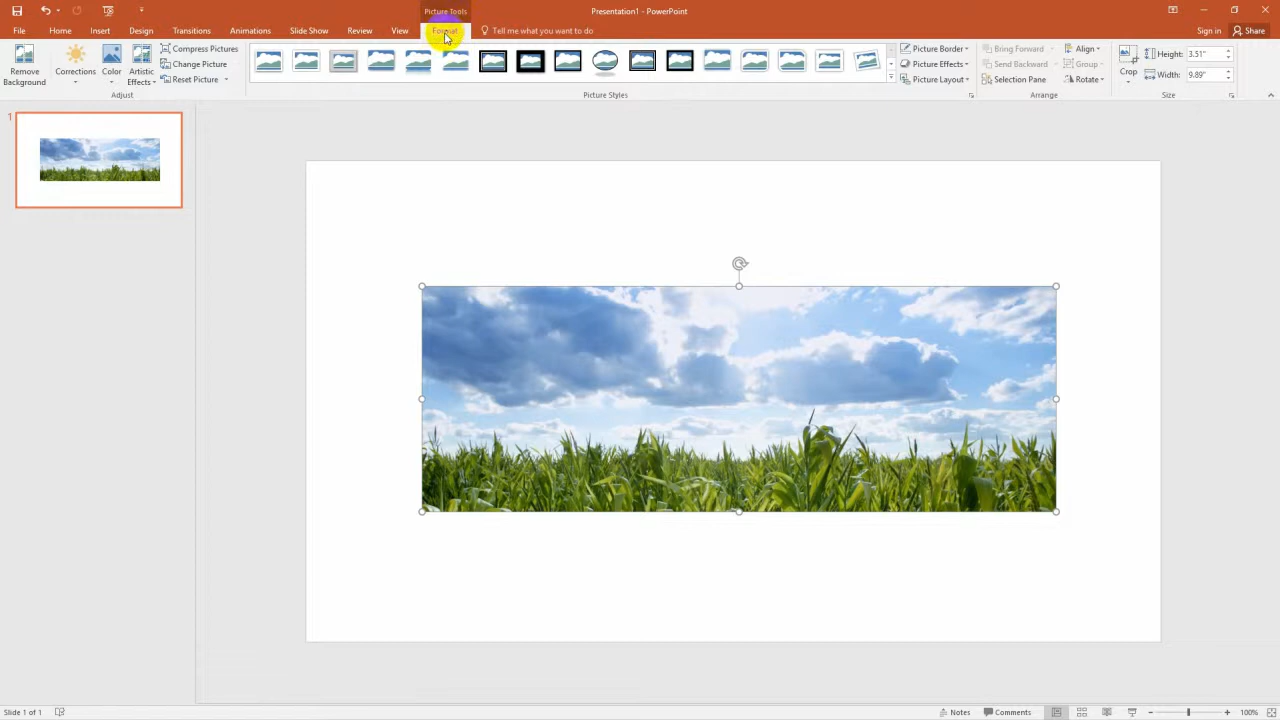 Picture Tools
Presentation1 - PowerPoint
File
Home
Insert
Design
Transitions
Animations
Slide Show
Review
View
Format
Tell me what you want to do
Sign in
Share
Remove
Background
Corrections
Color
Artistic
Effects
Compress Pictures
Change Picture
Reset Picture
Adjust
Picture Styles
Picture Border
Picture Effects
Picture Layout
Bring Forward
Send Backward
Selection Pane
Align
Group
Rotate
Arrange
Crop
Height: 3.51"
Width: 9.89"
Size
1
Slide 1 of 1
Notes
Comments
100%